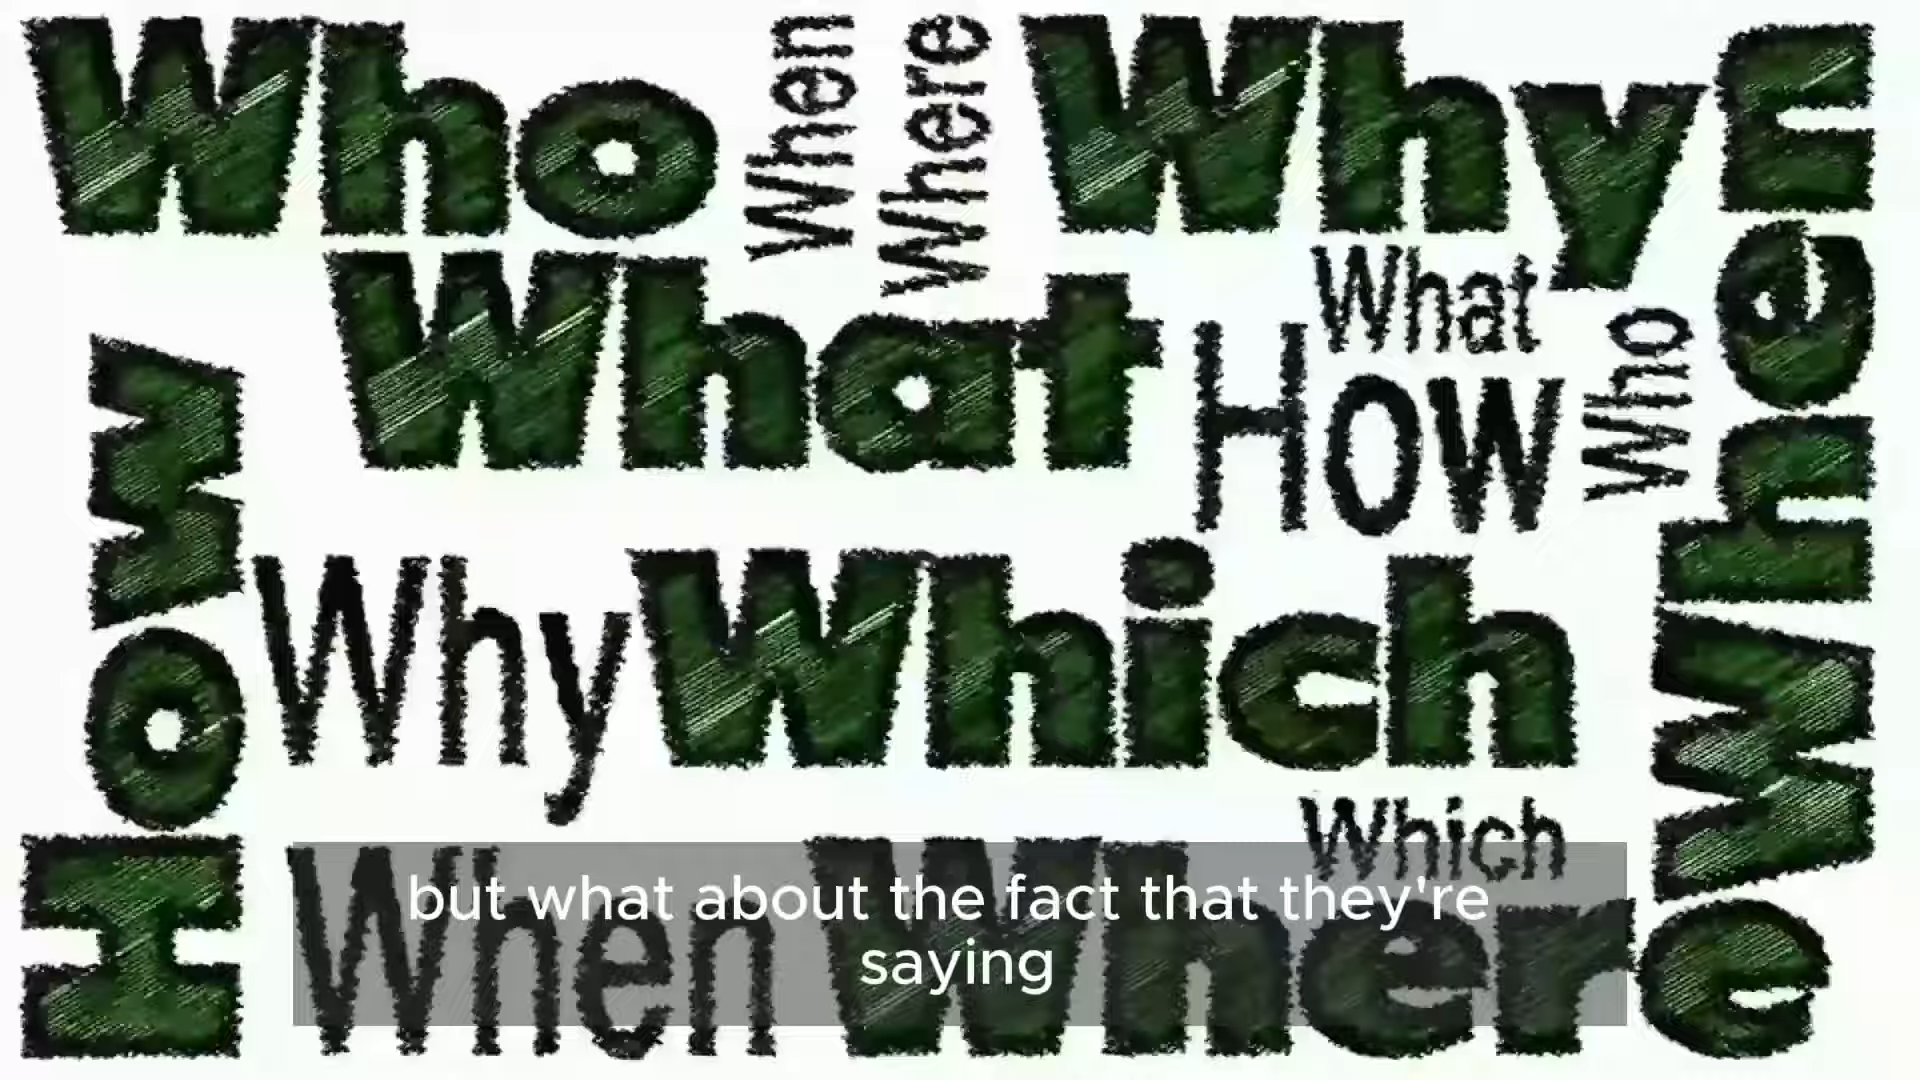 Who
When
Where
Why
When
What
What
How
Who
How
Why
Which
Which
When
Where
but what about the fact that they're
saying